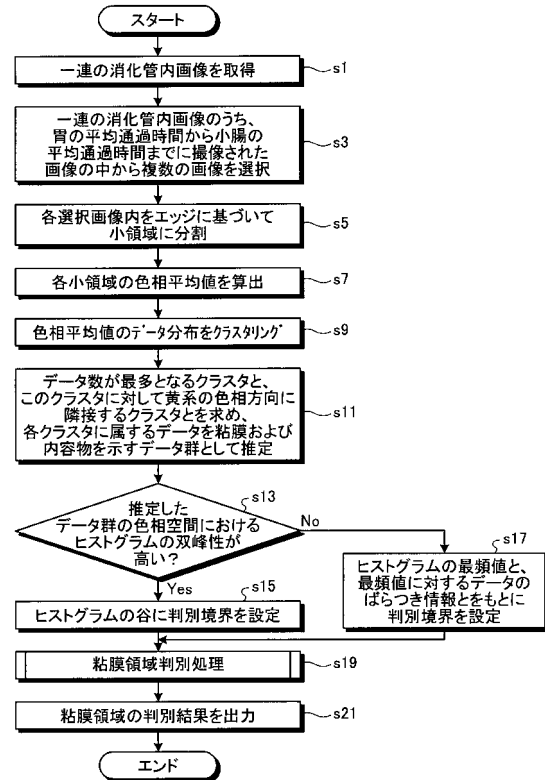 スタート
一連の消化管内画像を取得
s1
一連の消化管内画像のうち、
胃の平均通過時間から小腸の
平均通過時間までに撮像された
画像の中から複数の画像を選択
s3
各選択画像内をエッジに基づいて
小領域に分割
s5
各小領域の色相平均値を算出
s7
色相平均値のデータ分布をクラスタリング
s9
データ数が最多となるクラスタと、
このクラスタに対して黄系の色相方向に
隣接するクラスタとを求め、
各クラスタに属するデータを粘膜および
内容物を示すデータ群として推定
s11
s13
推定した
データ群の色相空間における
ヒストグラムの双峰性が
高い?
No
Yes
s15
ヒストグラムの谷に判別境界を設定
s17
ヒストグラムの最頻値と、
最頻値に対するデータの
ばらつき情報とをもとに
判別境界を設定
粘膜領域判別処理
s19
粘膜領域の判別結果を出力
s21
エンド